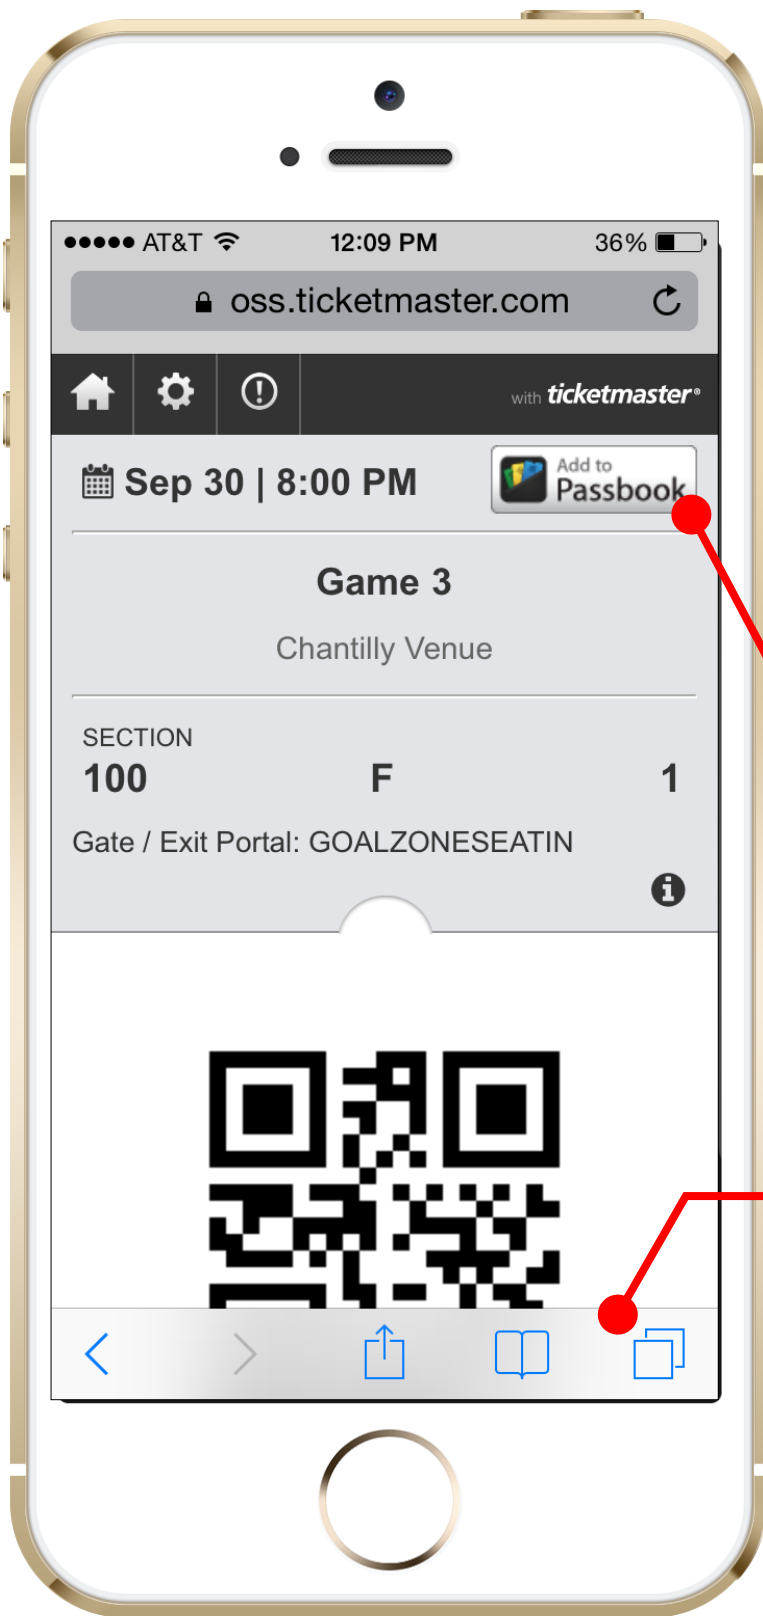 AT&T 12:09 PM 36%
oss.ticketmaster.com
with ticketmaster®
Sep 30 | 8:00 PM
Add to
Passbook
Game 3
Chantilly Venue
SECTION
100 F 1
Gate / Exit Portal: GOALZONESEATIN